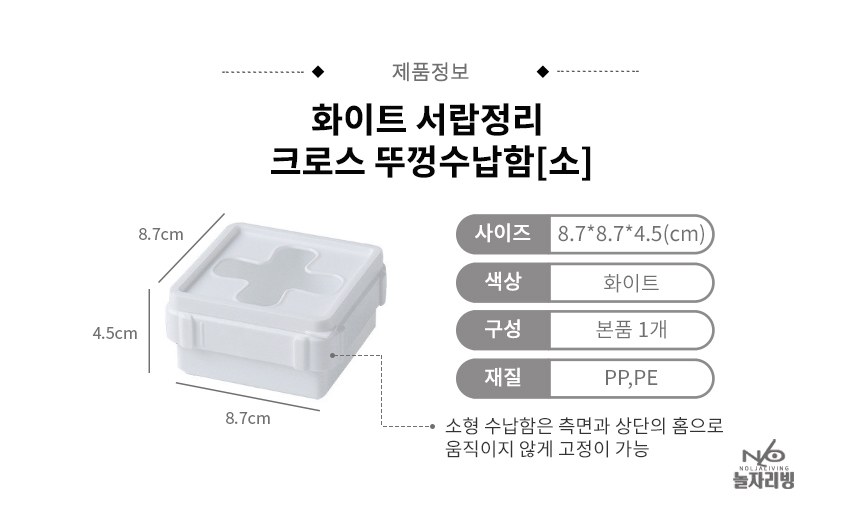 제품정보
화이트 서랍정리
크로스 뚜껑수납함[소]
8.7cm
4.5cm
8.7cm
사이즈 8.7*8.7*4.5(cm)
색상 화이트
구성 본품 1개
재질 PP,PE
소형 수납함은 측면과 상단의 홈으로
움직이지 않게 고정이 가능
NOLJALIVING
놀자리빙